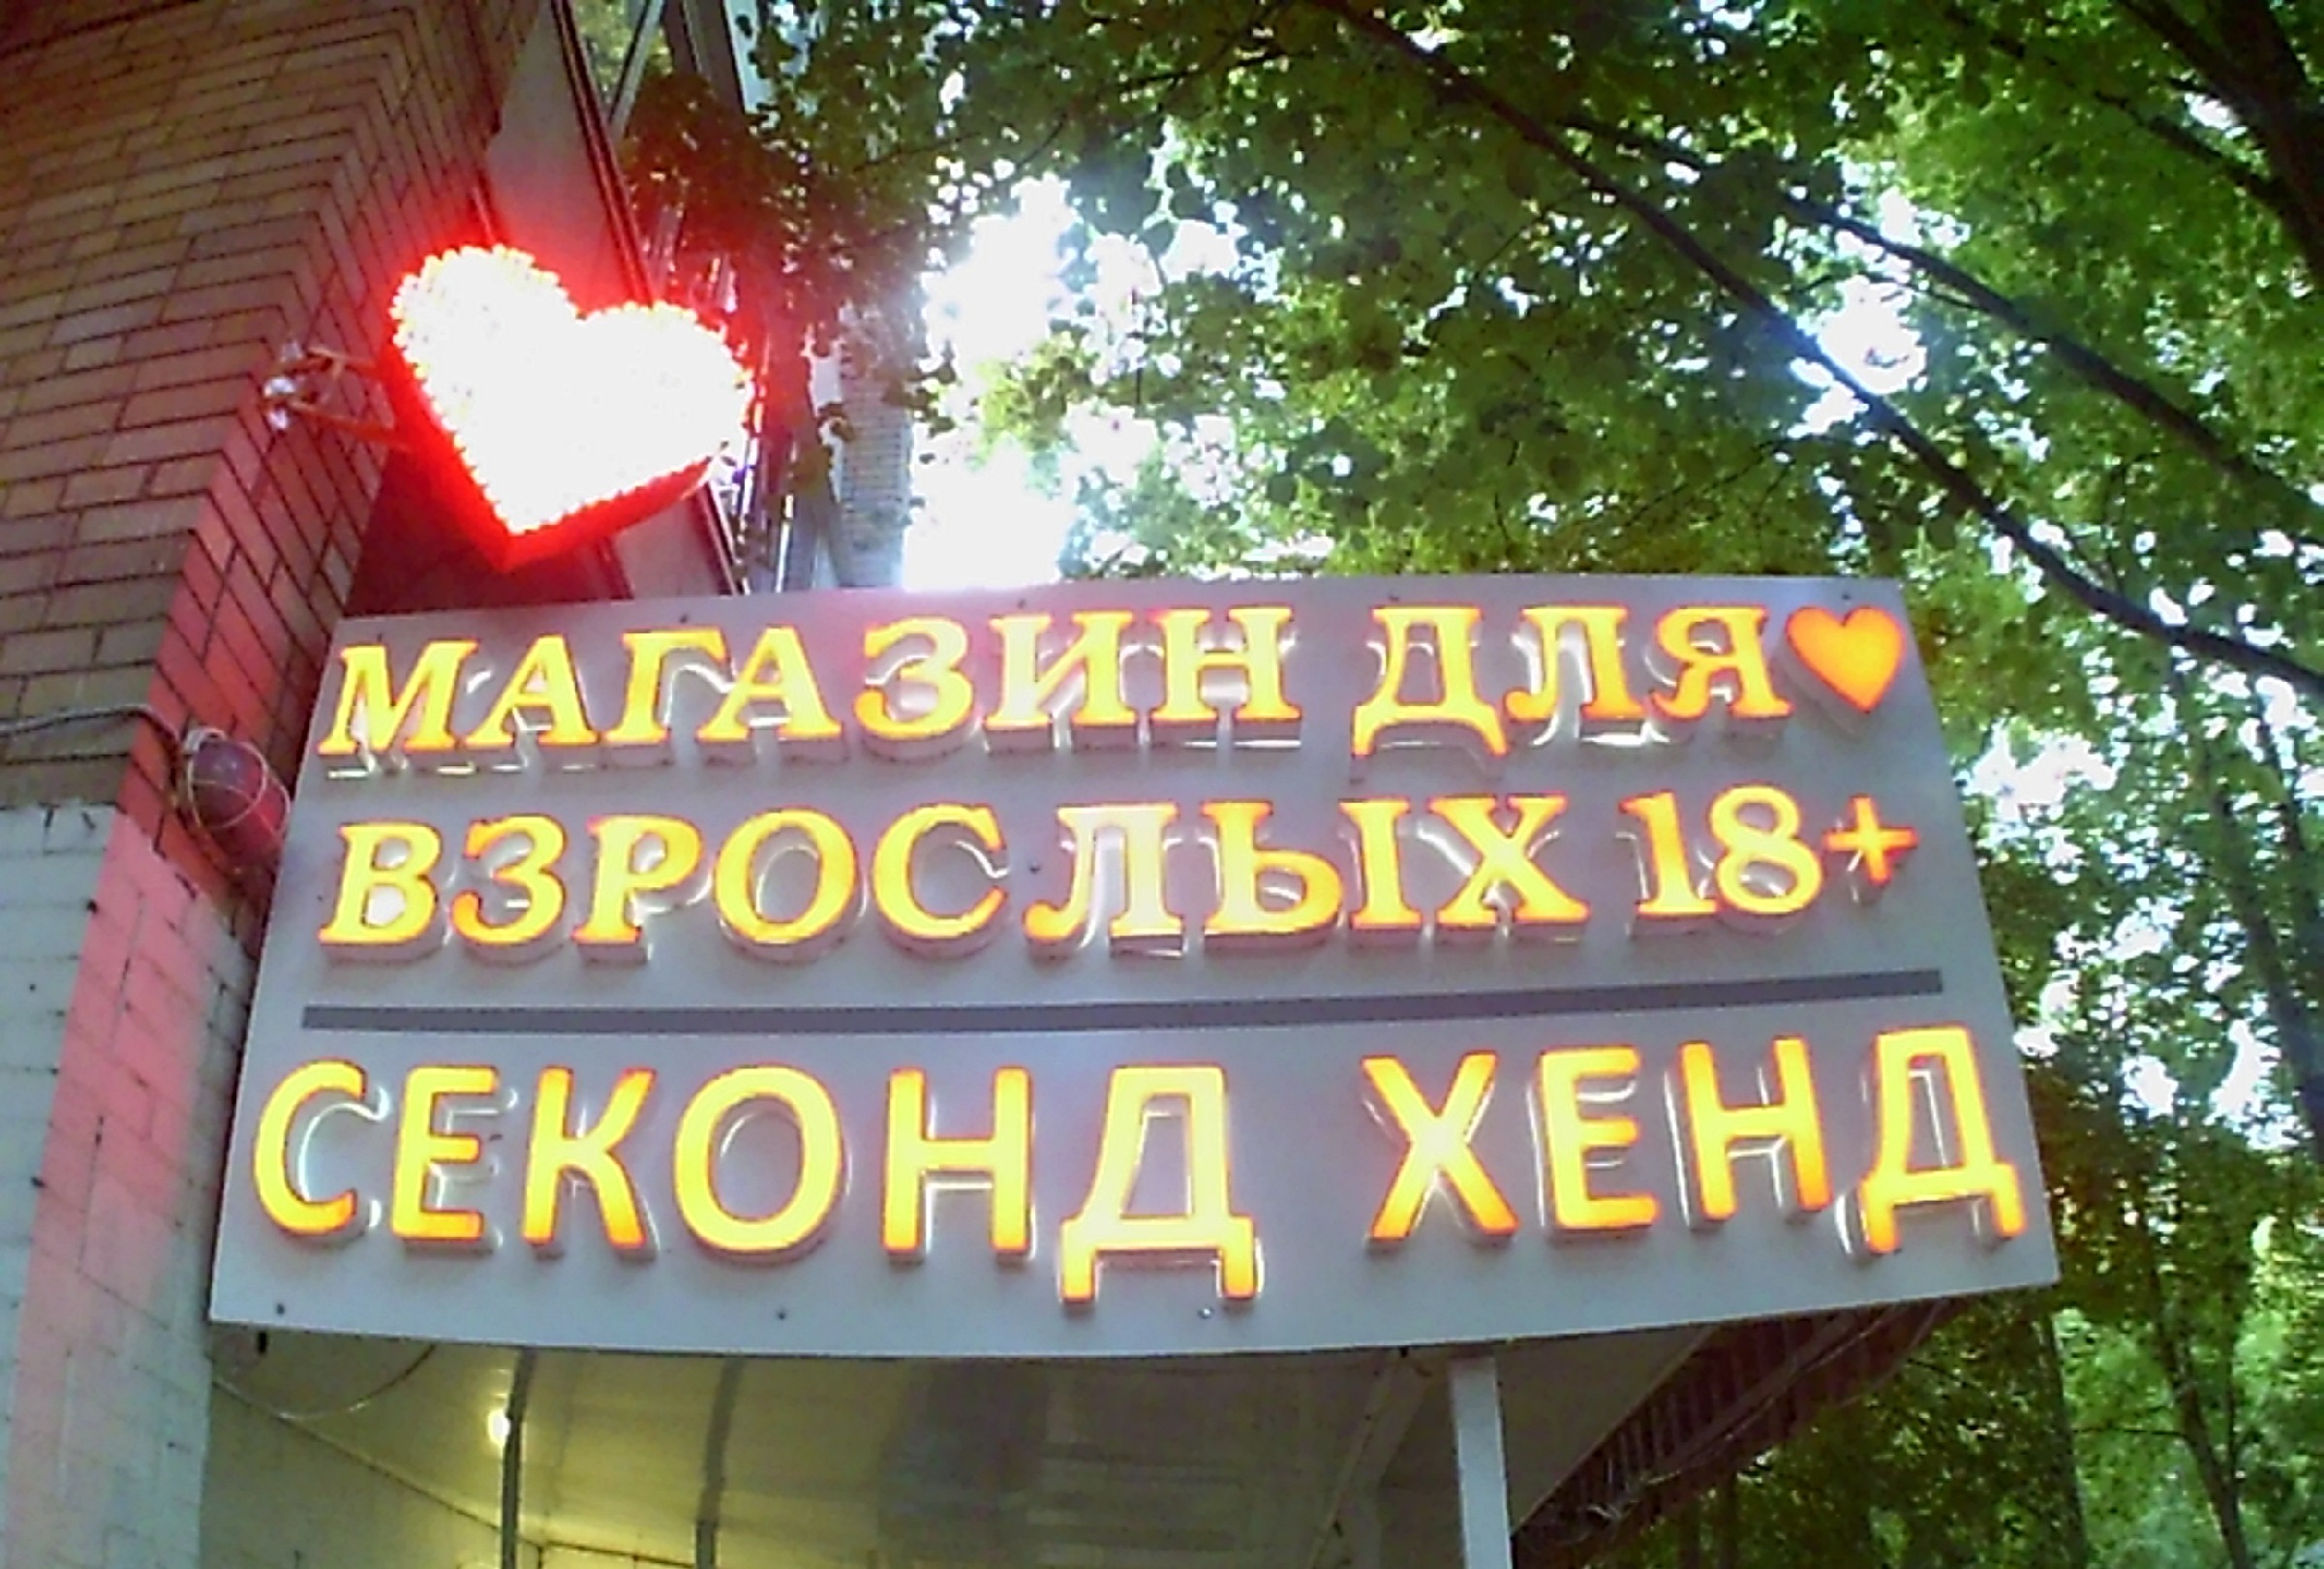 МАГАЗИН ДЛЯ
ВЗРОСЛЫХ 18+
СЕКОНД ХЕНД